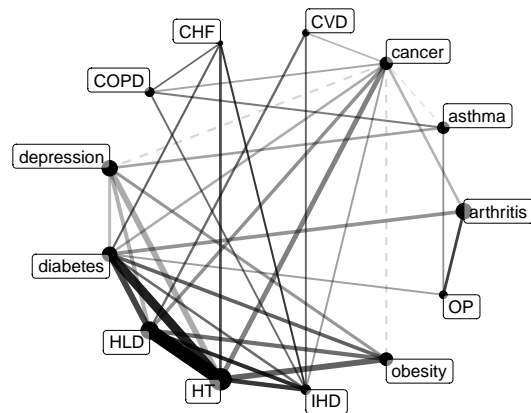 CHF
CVD
COPD
cancer
asthma
depression
arthritis
diabetes
OP
HLD
obesity
HT
IHD